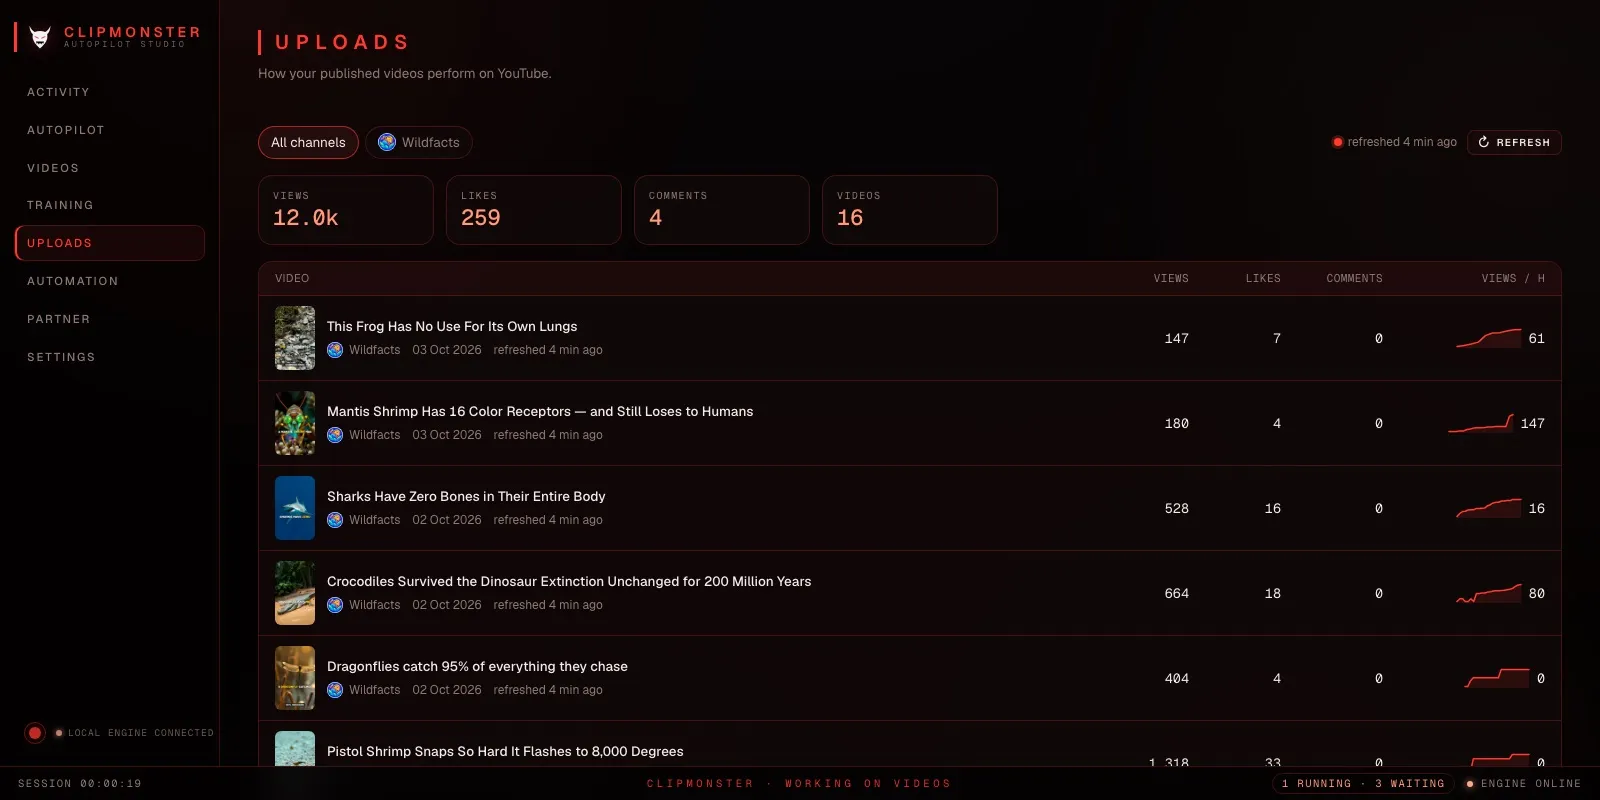 CLIPMONSTER
AUTOPILOT STUDIO
ACTIVITY
AUTOPILOT
VIDEOS
TRAINING
UPLOADS
AUTOMATION
PARTNER
SETTINGS
LOCAL ENGINE CONNECTED
UPLOADS
How your published videos perform on YouTube.
All channels Wildfacts refreshed 4 min ago REFRESH
VIEWS LIKES COMMENTS VIDEOS
12.0k 259 4 16
VIDEO VIEWS LIKES COMMENTS VIEWS / H
This Frog Has No Use For Its Own Lungs
Wildfacts 03 Oct 2026 refreshed 4 min ago
147 7 0 61
Mantis Shrimp Has 16 Color Receptors — and Still Loses to Humans
Wildfacts 03 Oct 2026 refreshed 4 min ago
180 4 0 147
Sharks Have Zero Bones in Their Entire Body
Wildfacts 02 Oct 2026 refreshed 4 min ago
528 16 0 16
Crocodiles Survived the Dinosaur Extinction Unchanged for 200 Million Years
Wildfacts 02 Oct 2026 refreshed 4 min ago
664 18 0 80
Dragonflies catch 95% of everything they chase
Wildfacts 02 Oct 2026 refreshed 4 min ago
404 4 0 0
Pistol Shrimp Snaps So Hard It Flashes to 8,000 Degrees
1 318 33 0 0
SESSION 00:00:19 CLIPMONSTER · WORKING ON VIDEOS 1 RUNNING · 3 WAITING ENGINE ONLINE